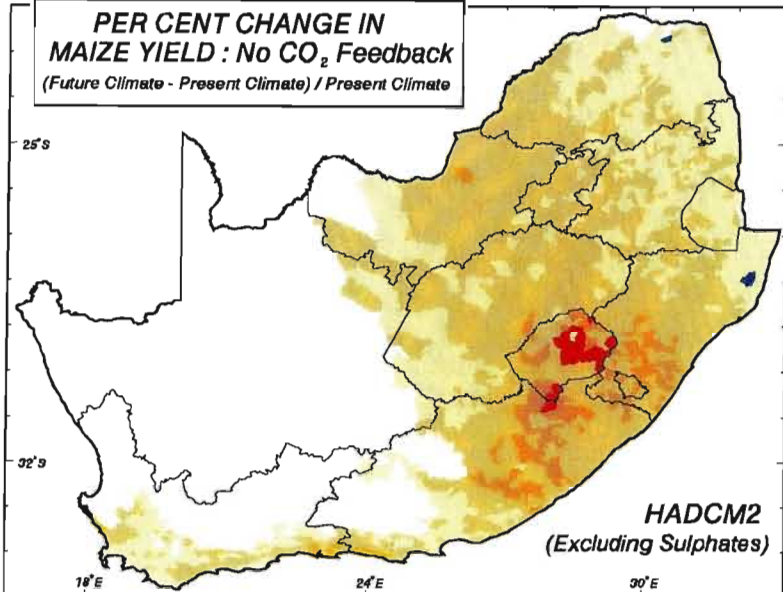 PER CENT CHANGE IN
MAIZE YIELD : No CO₂ Feedback
(Future Climate - Present Climate) / Present Climate
25°S
32°S
HADCM2
(Excluding Sulphates)
18°E
24°E
30°E